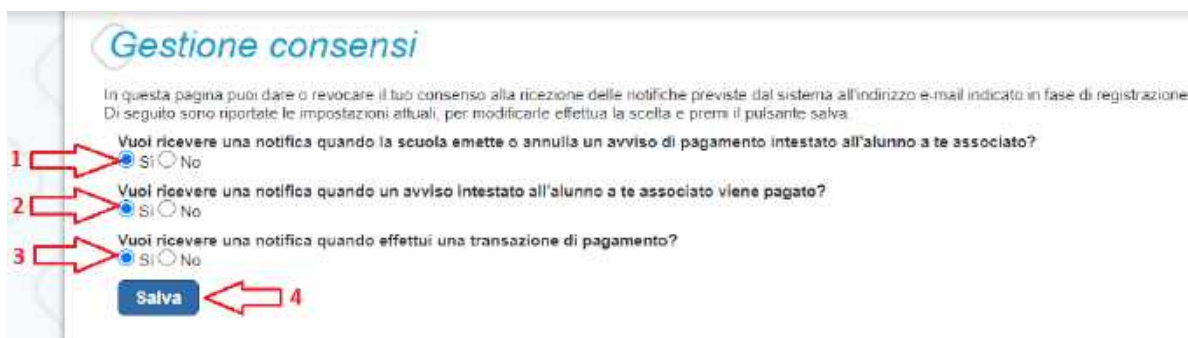 Gestione consensi
In questa pagina puoi dare o revocare il tuo consenso alla ricezione delle notifiche previste dal sistema all'indirizzo e-mail indicato in fase di registrazione
Di seguito sono riportate le impostazioni attuali, per modificarle effettua la scelta e premi il pulsante salva.
Vuoi ricevere una notifica quando la scuola emette o annulla un avviso di pagamento intestato all'alunno a te associato?
1 Sì No
Vuoi ricevere una notifica quando un avviso intestato all'alunno a te associato viene pagato?
2 Sì No
Vuoi ricevere una notifica quando effettui una transazione di pagamento?
3 Sì No
Salva 4